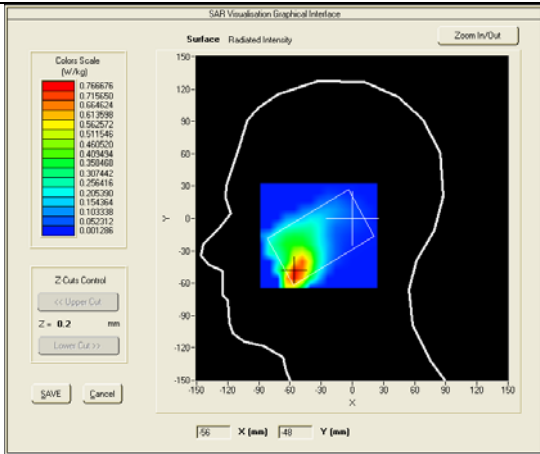 SAR Visualisation Graphical Interface
Surface Radiated Intensity
Zoom In/Out
Colors Scale
(W/kg)
0.766676
0.715650
0.664624
0.613598
0.562572
0.511546
0.460520
0.409494
0.358468
0.307442
0.256416
0.205390
0.154364
0.103338
0.052312
0.001286
Z Cuts Control
<< Upper Cut
Z = 0.2 mm
Lower Cut >>
SAVE Cancel
150
120
90
60
30
0
-30
-60
-90
-120
-150
Y
-150 -120 -90 -60 -30 0 30 60 90 120 150
X
-56 X (mm) -48 Y (mm)